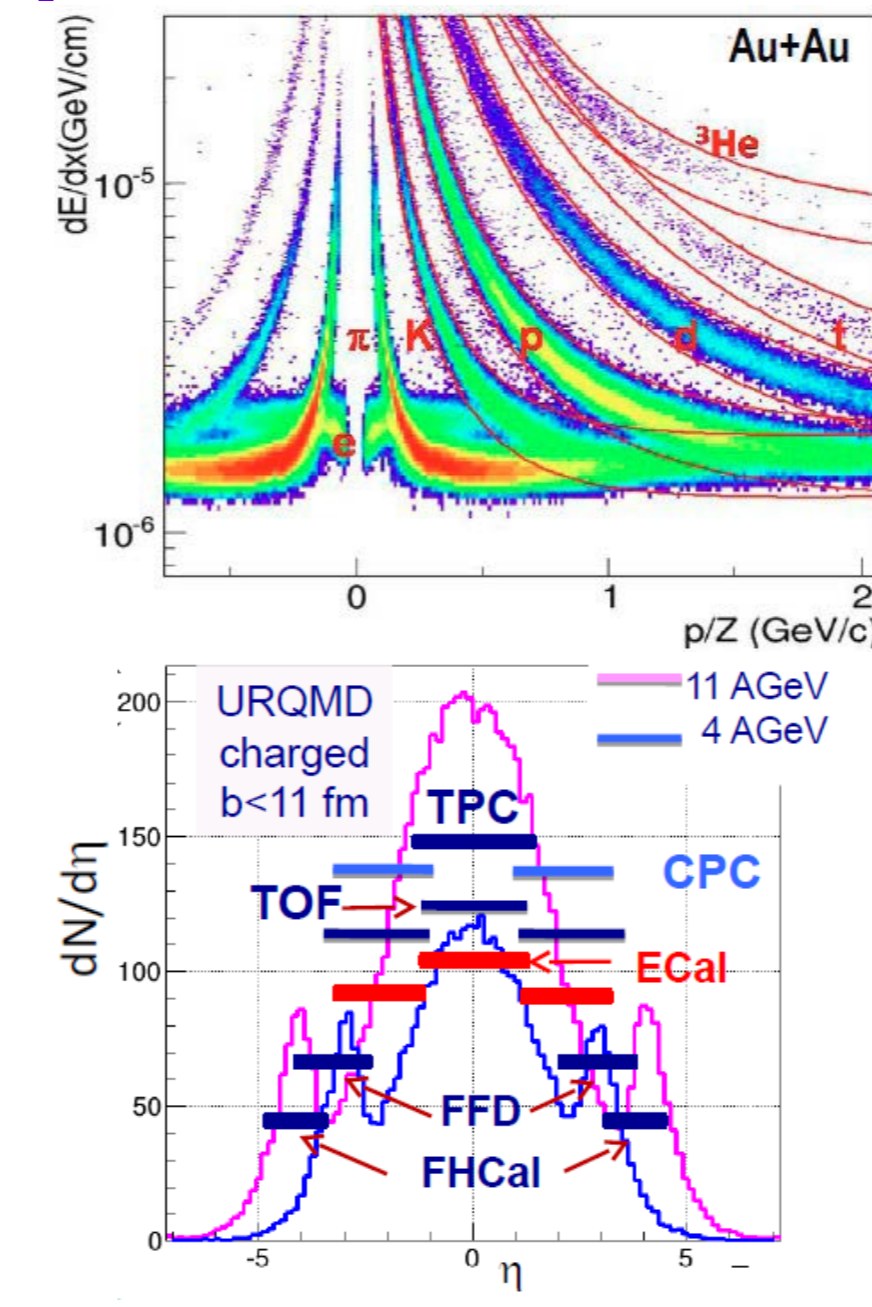 dE/dx(GeV/cm)
Au+Au
³He
10⁻⁵
π K p d t
e
10⁻⁶
0 1 2
p/Z (GeV/c)
URQMD
charged
b<11 fm
11 AGeV
4 AGeV
dN/dη
200
150
100
50
0
TPC
CPC
TOF
ECal
FFD
FHCal
-5 0 5
η